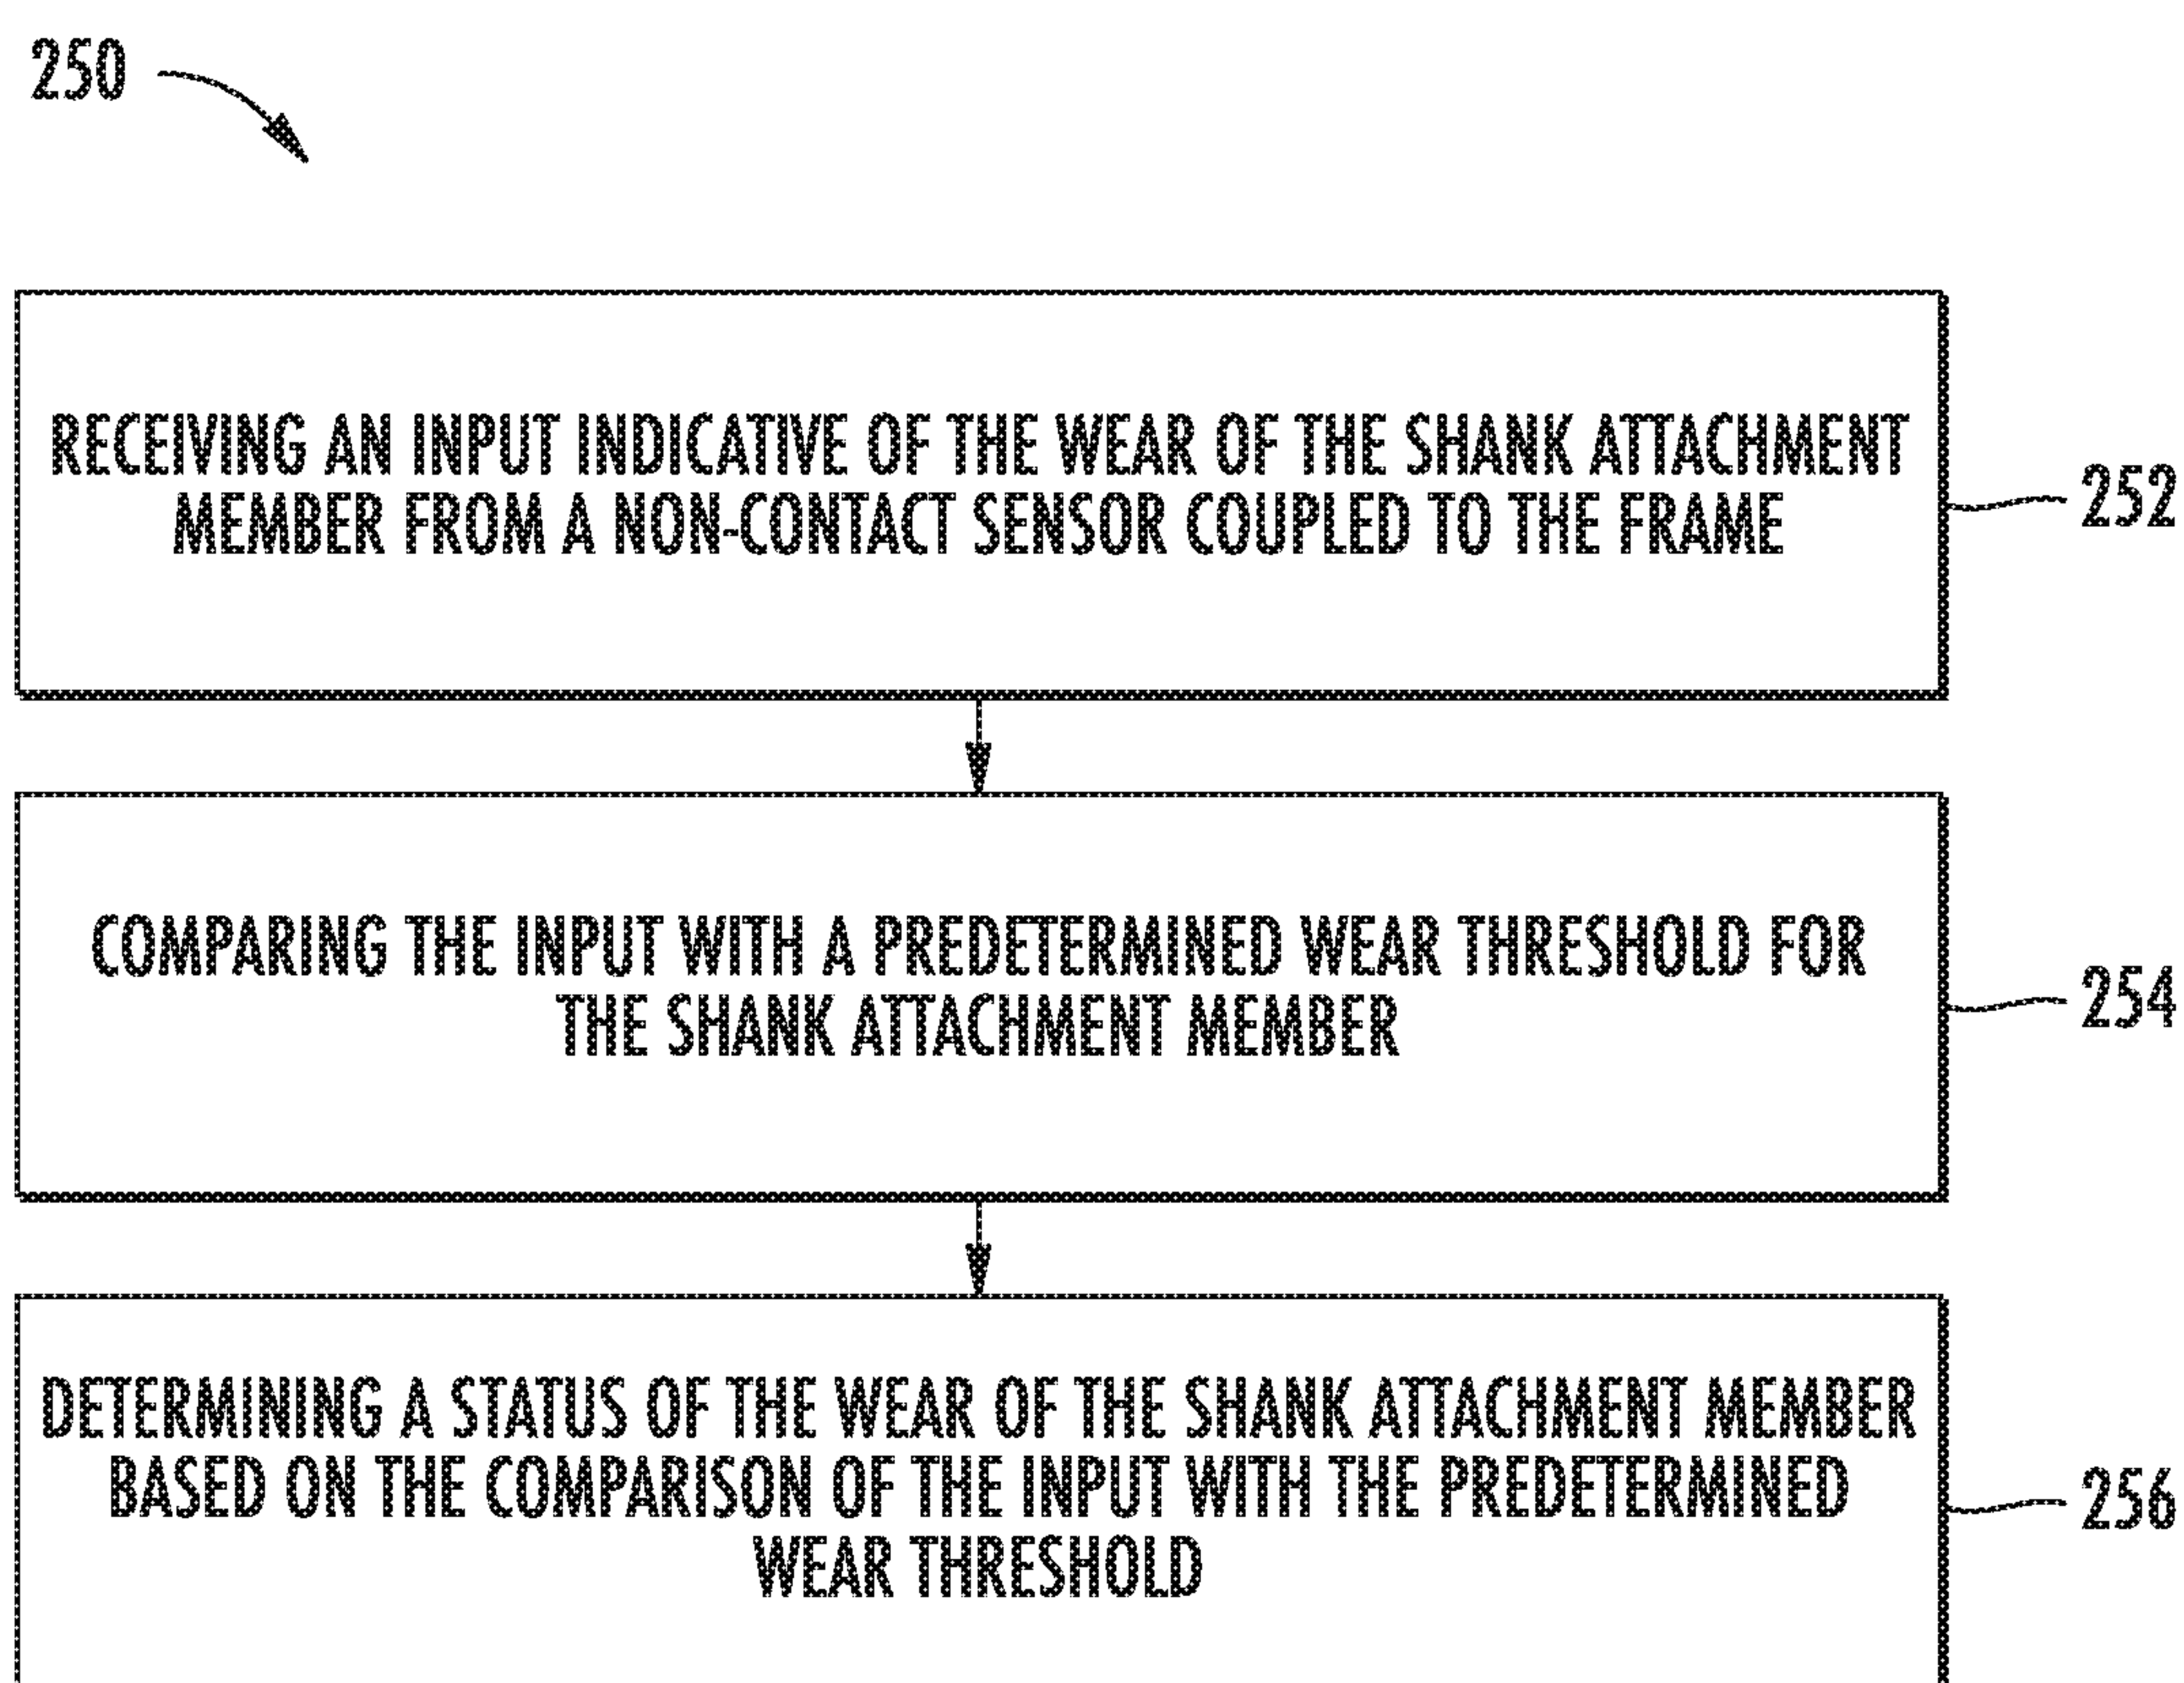 250
RECEIVING AN INPUT INDICATIVE OF THE WEAR OF THE SHANK ATTACHMENT
MEMBER FROM A NON-CONTACT SENSOR COUPLED TO THE FRAME
252
COMPARING THE INPUT WITH A PREDETERMINED WEAR THRESHOLD FOR
THE SHANK ATTACHMENT MEMBER
254
DETERMINING A STATUS OF THE WEAR OF THE SHANK ATTACHMENT MEMBER
BASED ON THE COMPARISON OF THE INPUT WITH THE PREDETERMINED
WEAR THRESHOLD
256